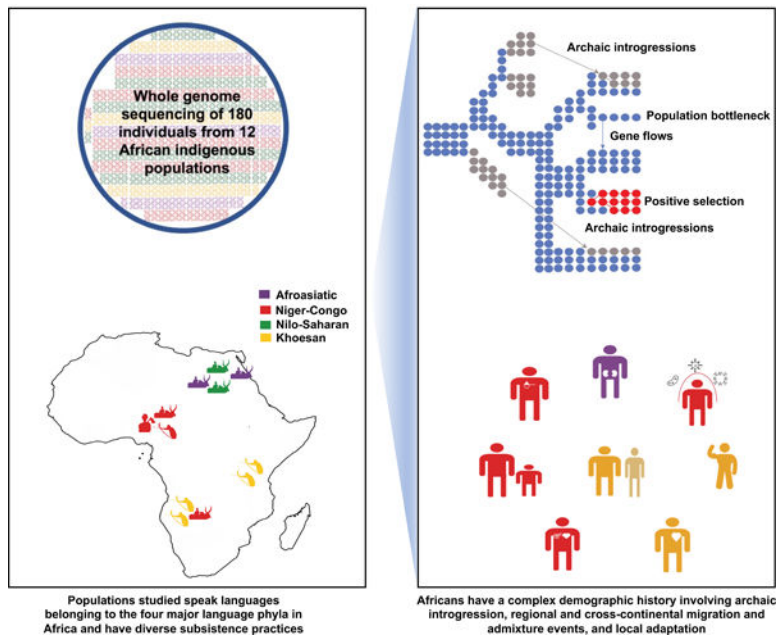 Whole genome
sequencing of 180
individuals from 12
African indigenous
populations
Afroasiatic
Niger-Congo
Nilo-Saharan
Khoesan
Populations studied speak languages
belonging to the four major language phyla in
Africa and have diverse subsistence practices
Archaic introgressions
Population bottleneck
Gene flows
Positive selection
Archaic introgressions
Africans have a complex demographic history involving archaic
introgression, regional and cross-continental migration and
admixture events, and local adaptation